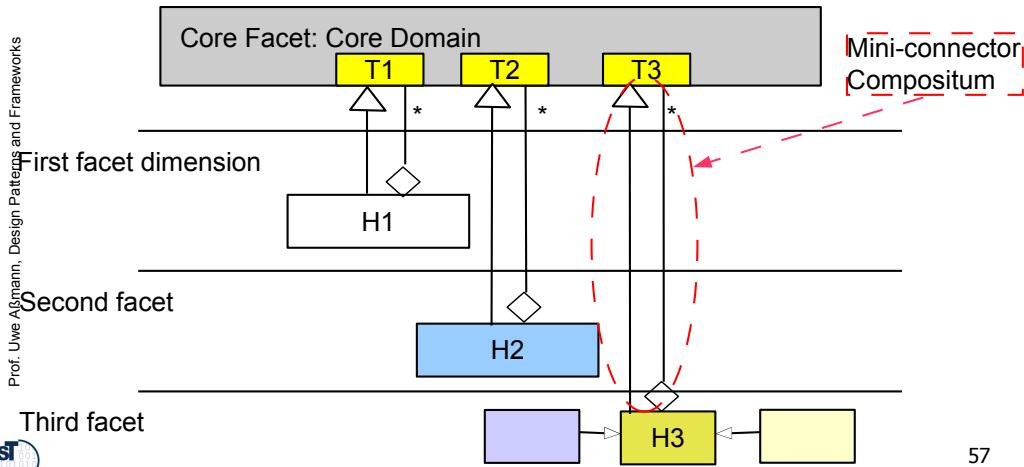 Core Facet: Core Domain
T1
T2
T3
*
*
*
Mini-connector
Compositum
First facet dimension
H1
Second facet
H2
Third facet
H3
Prof. Uwe Aßmann, Design Patterns and Frameworks
57